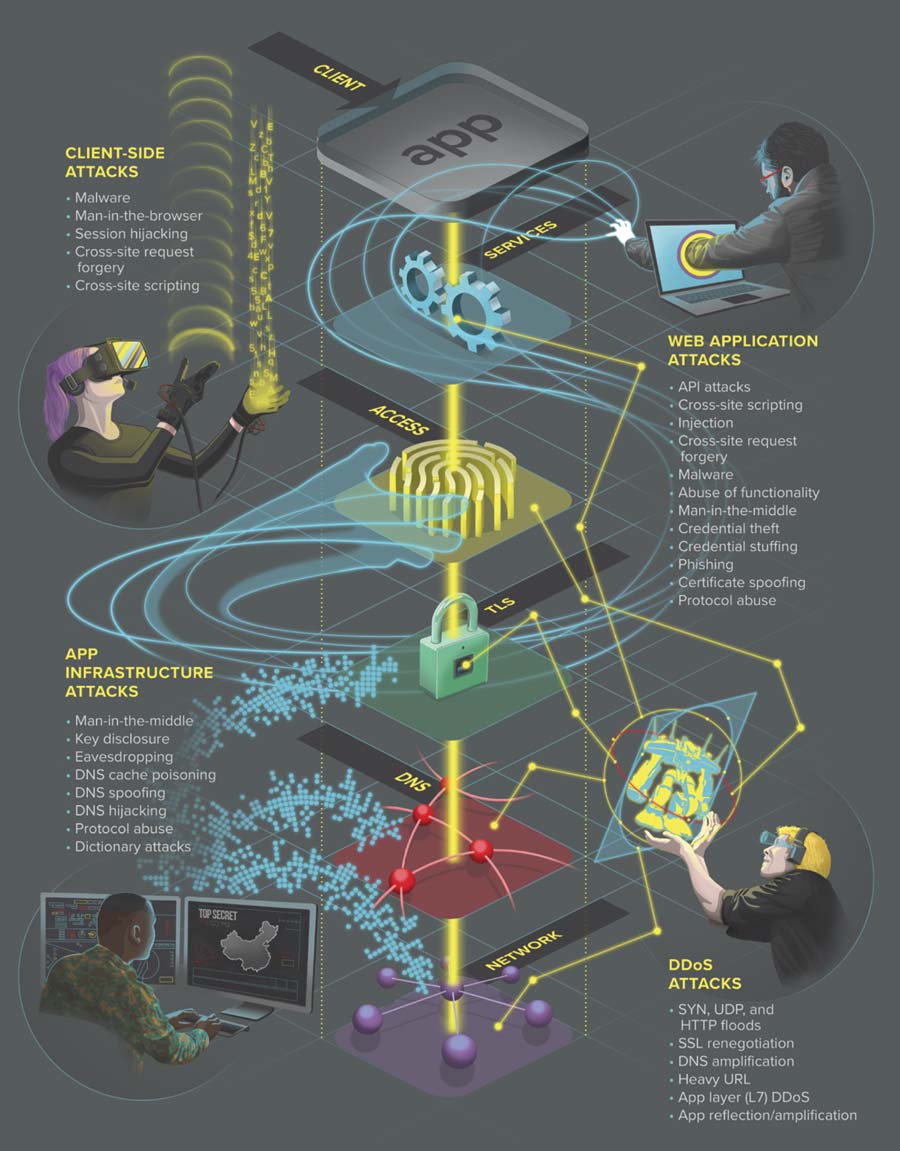 CLIENT
app
CLIENT-SIDE
ATTACKS
• Malware
• Man-in-the-browser
• Session hijacking
• Cross-site request
forgery
• Cross-site scripting
SERVICES
WEB APPLICATION
ATTACKS
• API attacks
• Cross-site scripting
• Injection
• Cross-site request
forgery
• Malware
• Abuse of functionality
• Man-in-the-middle
• Credential theft
• Credential stuffing
• Phishing
• Certificate spoofing
• Protocol abuse
ACCESS
TLS
APP
INFRASTRUCTURE
ATTACKS
• Man-in-the-middle
• Key disclosure
• Eavesdropping
• DNS cache poisoning
• DNS spoofing
• DNS hijacking
• Protocol abuse
• Dictionary attacks
DNS
TOP SECRET
NETWORK
DDoS
ATTACKS
• SYN, UDP, and
HTTP floods
• SSL renegotiation
• DNS amplification
• Heavy URL
• App layer (L7) DDoS
• App reflection/amplification